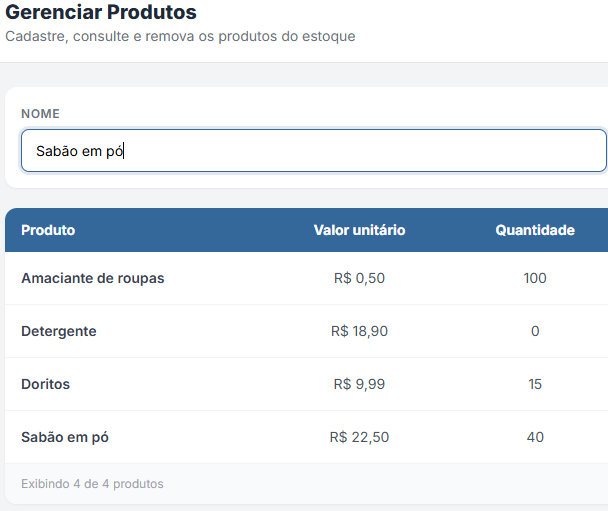 Gerenciar Produtos
Cadastre, consulte e remova os produtos do estoque
NOME
Sabão em pó
Produto Valor unitário Quantidade
Amaciante de roupas R$ 0,50 100
Detergente R$ 18,90 0
Doritos R$ 9,99 15
Sabão em pó R$ 22,50 40
Exibindo 4 de 4 produtos